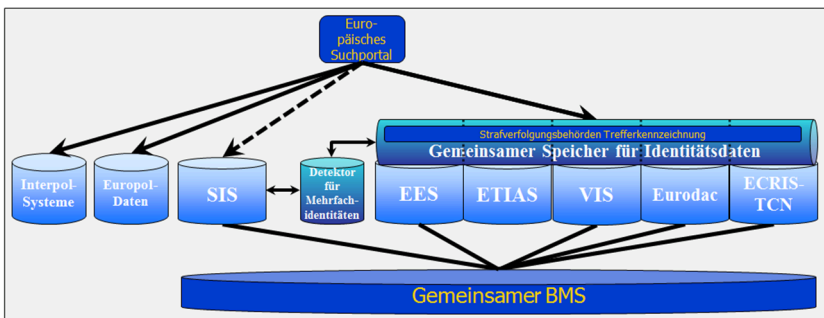 Euro-
päisches
Suchportal
Strafverfolgungsbehörden Trefferkennzeichnung
Gemeinsamer Speicher für Identitätsdaten
Interpol-
Systeme
Europol-
Daten
SIS
Detektor
für
Mehrfach-
identitäten
EES
ETIAS
VIS
Eurodac
ECRIS-
TCN
Gemeinsamer BMS